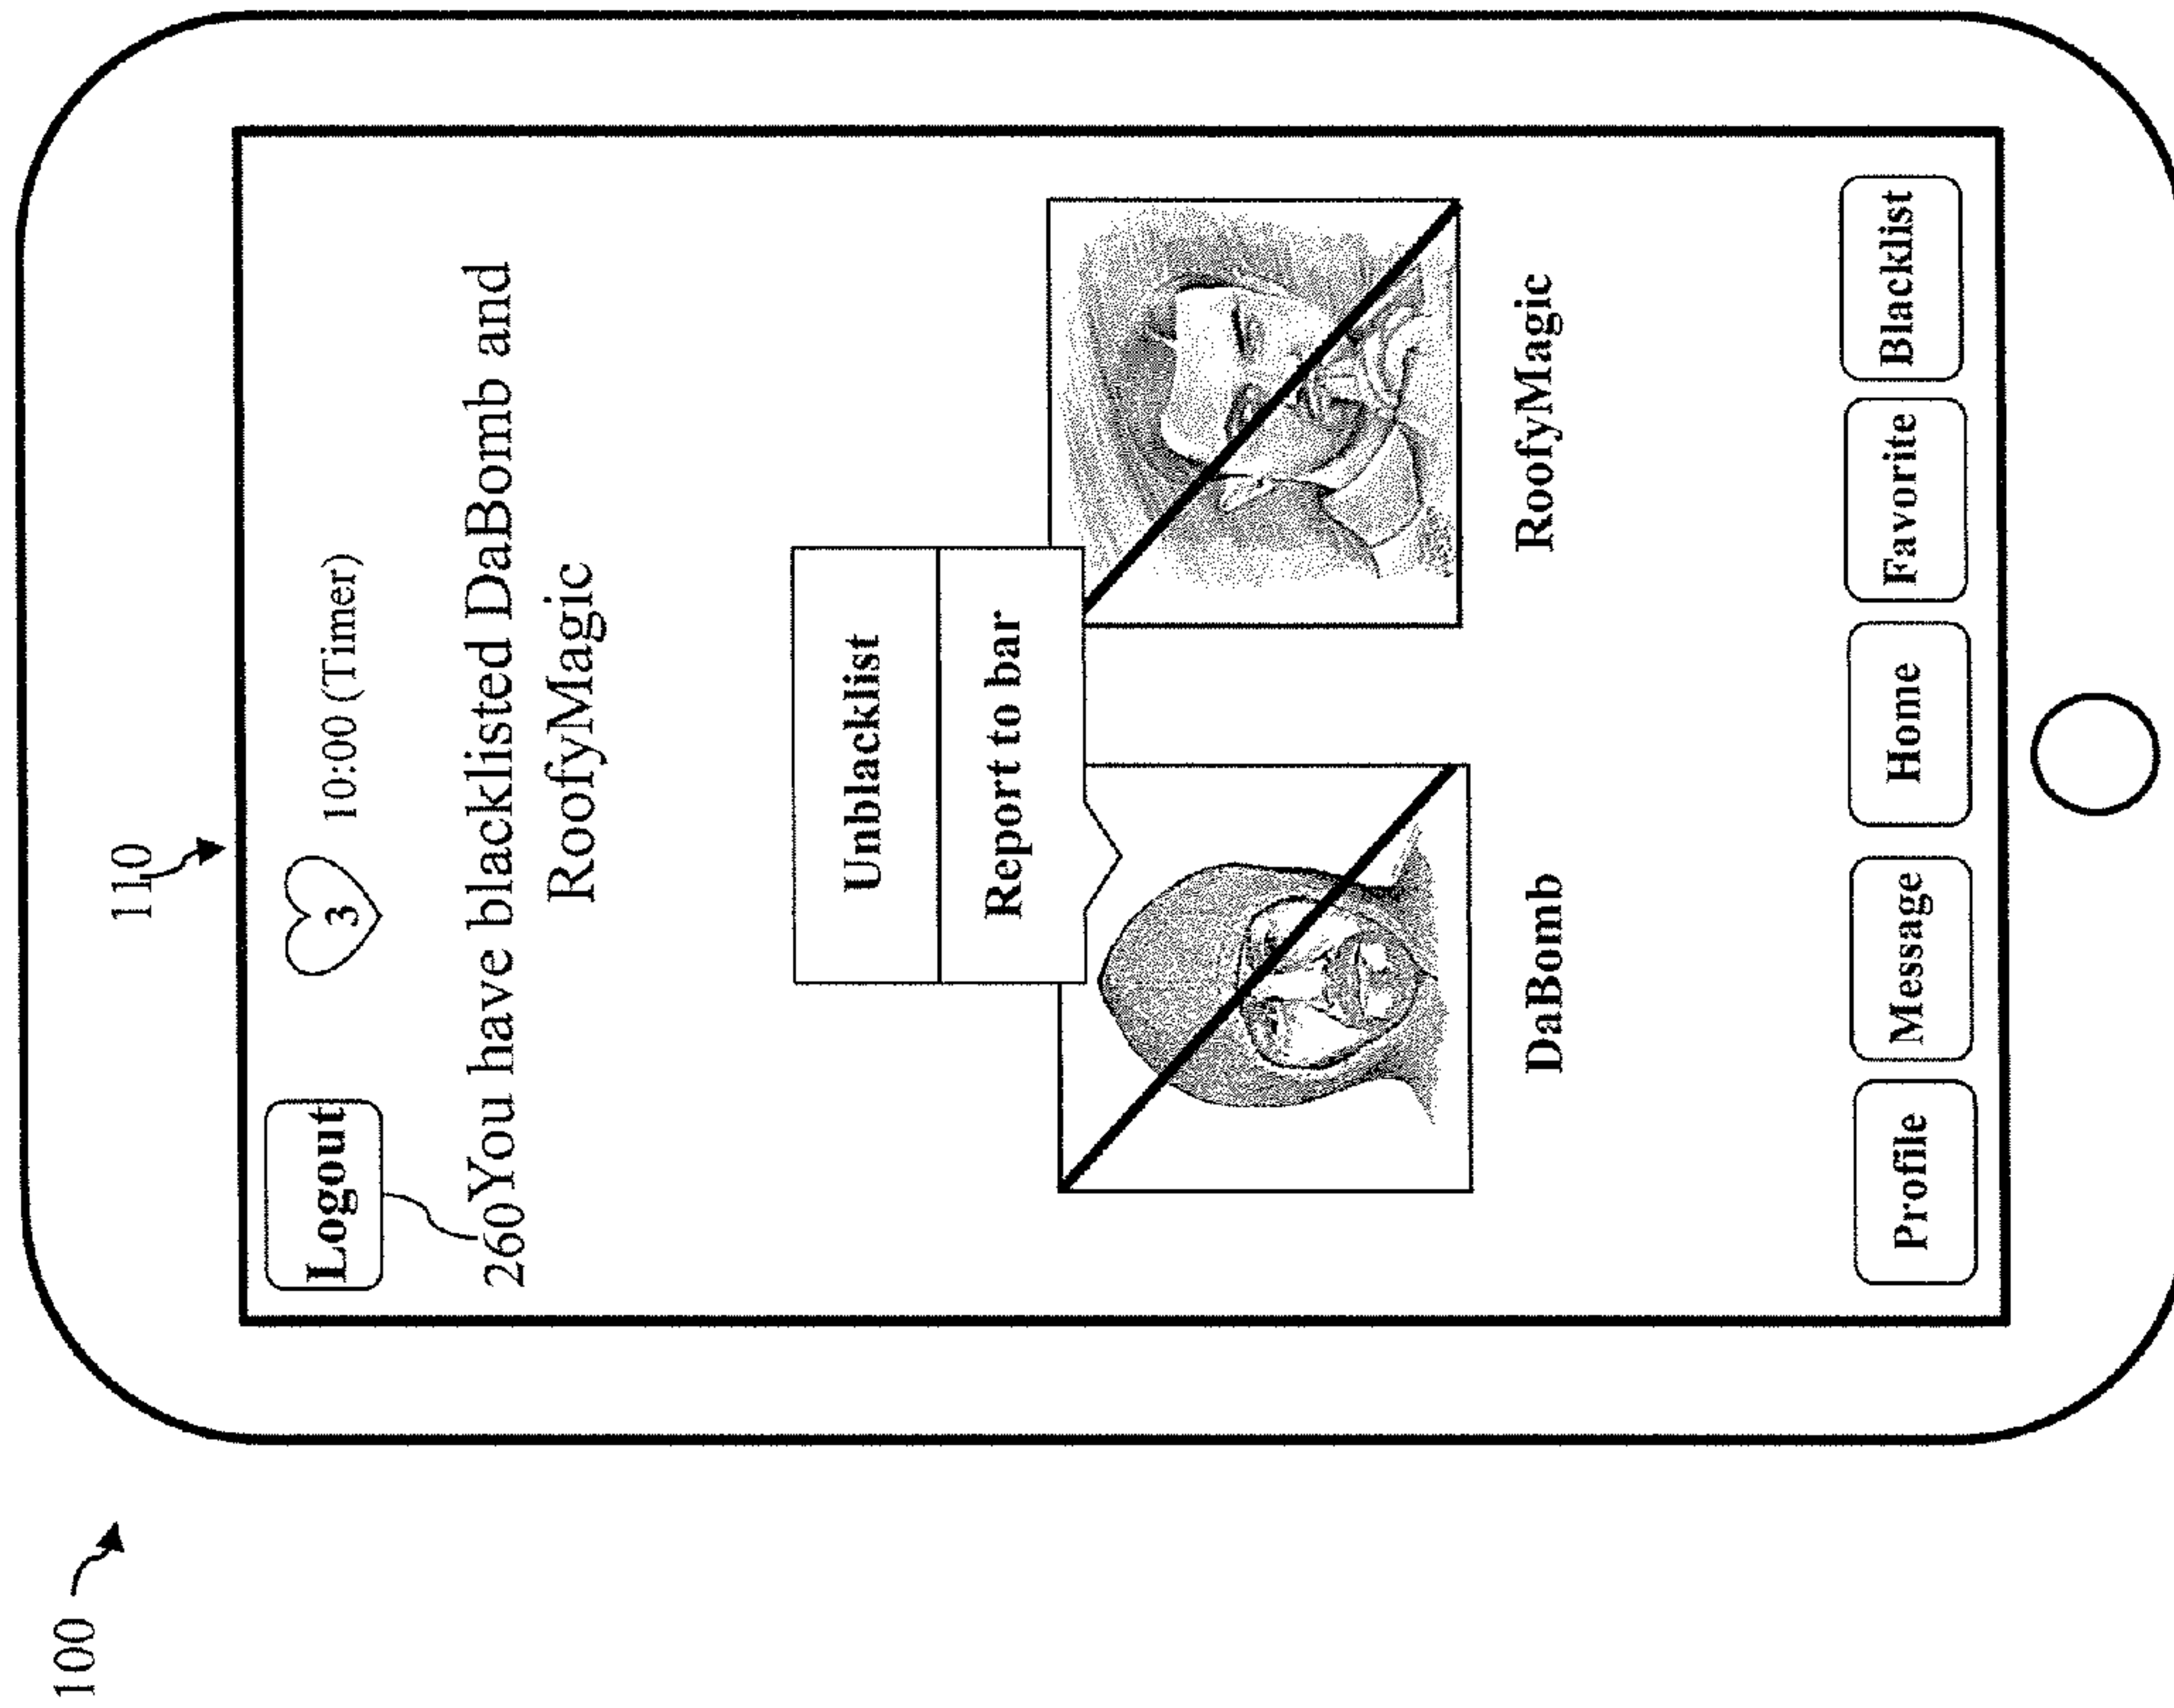 100
110
Logout
3
10:00 (Timer)
260
You have blacklisted DaBomb and
RoofyMagic
Unblacklist
Report to bar
DaBomb
RoofyMagic
Profile
Message
Home
Favorite
Blacklist